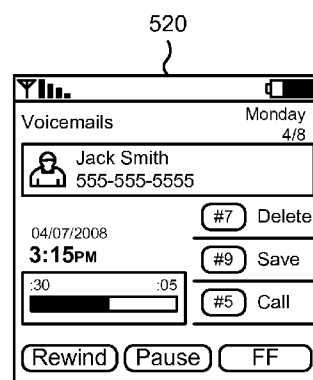 520
Voicemails
Monday
4/8
Jack Smith
555-555-5555
04/07/2008
3:15PM
#7 Delete
#9 Save
#5 Call
:30 :05
Rewind Pause FF